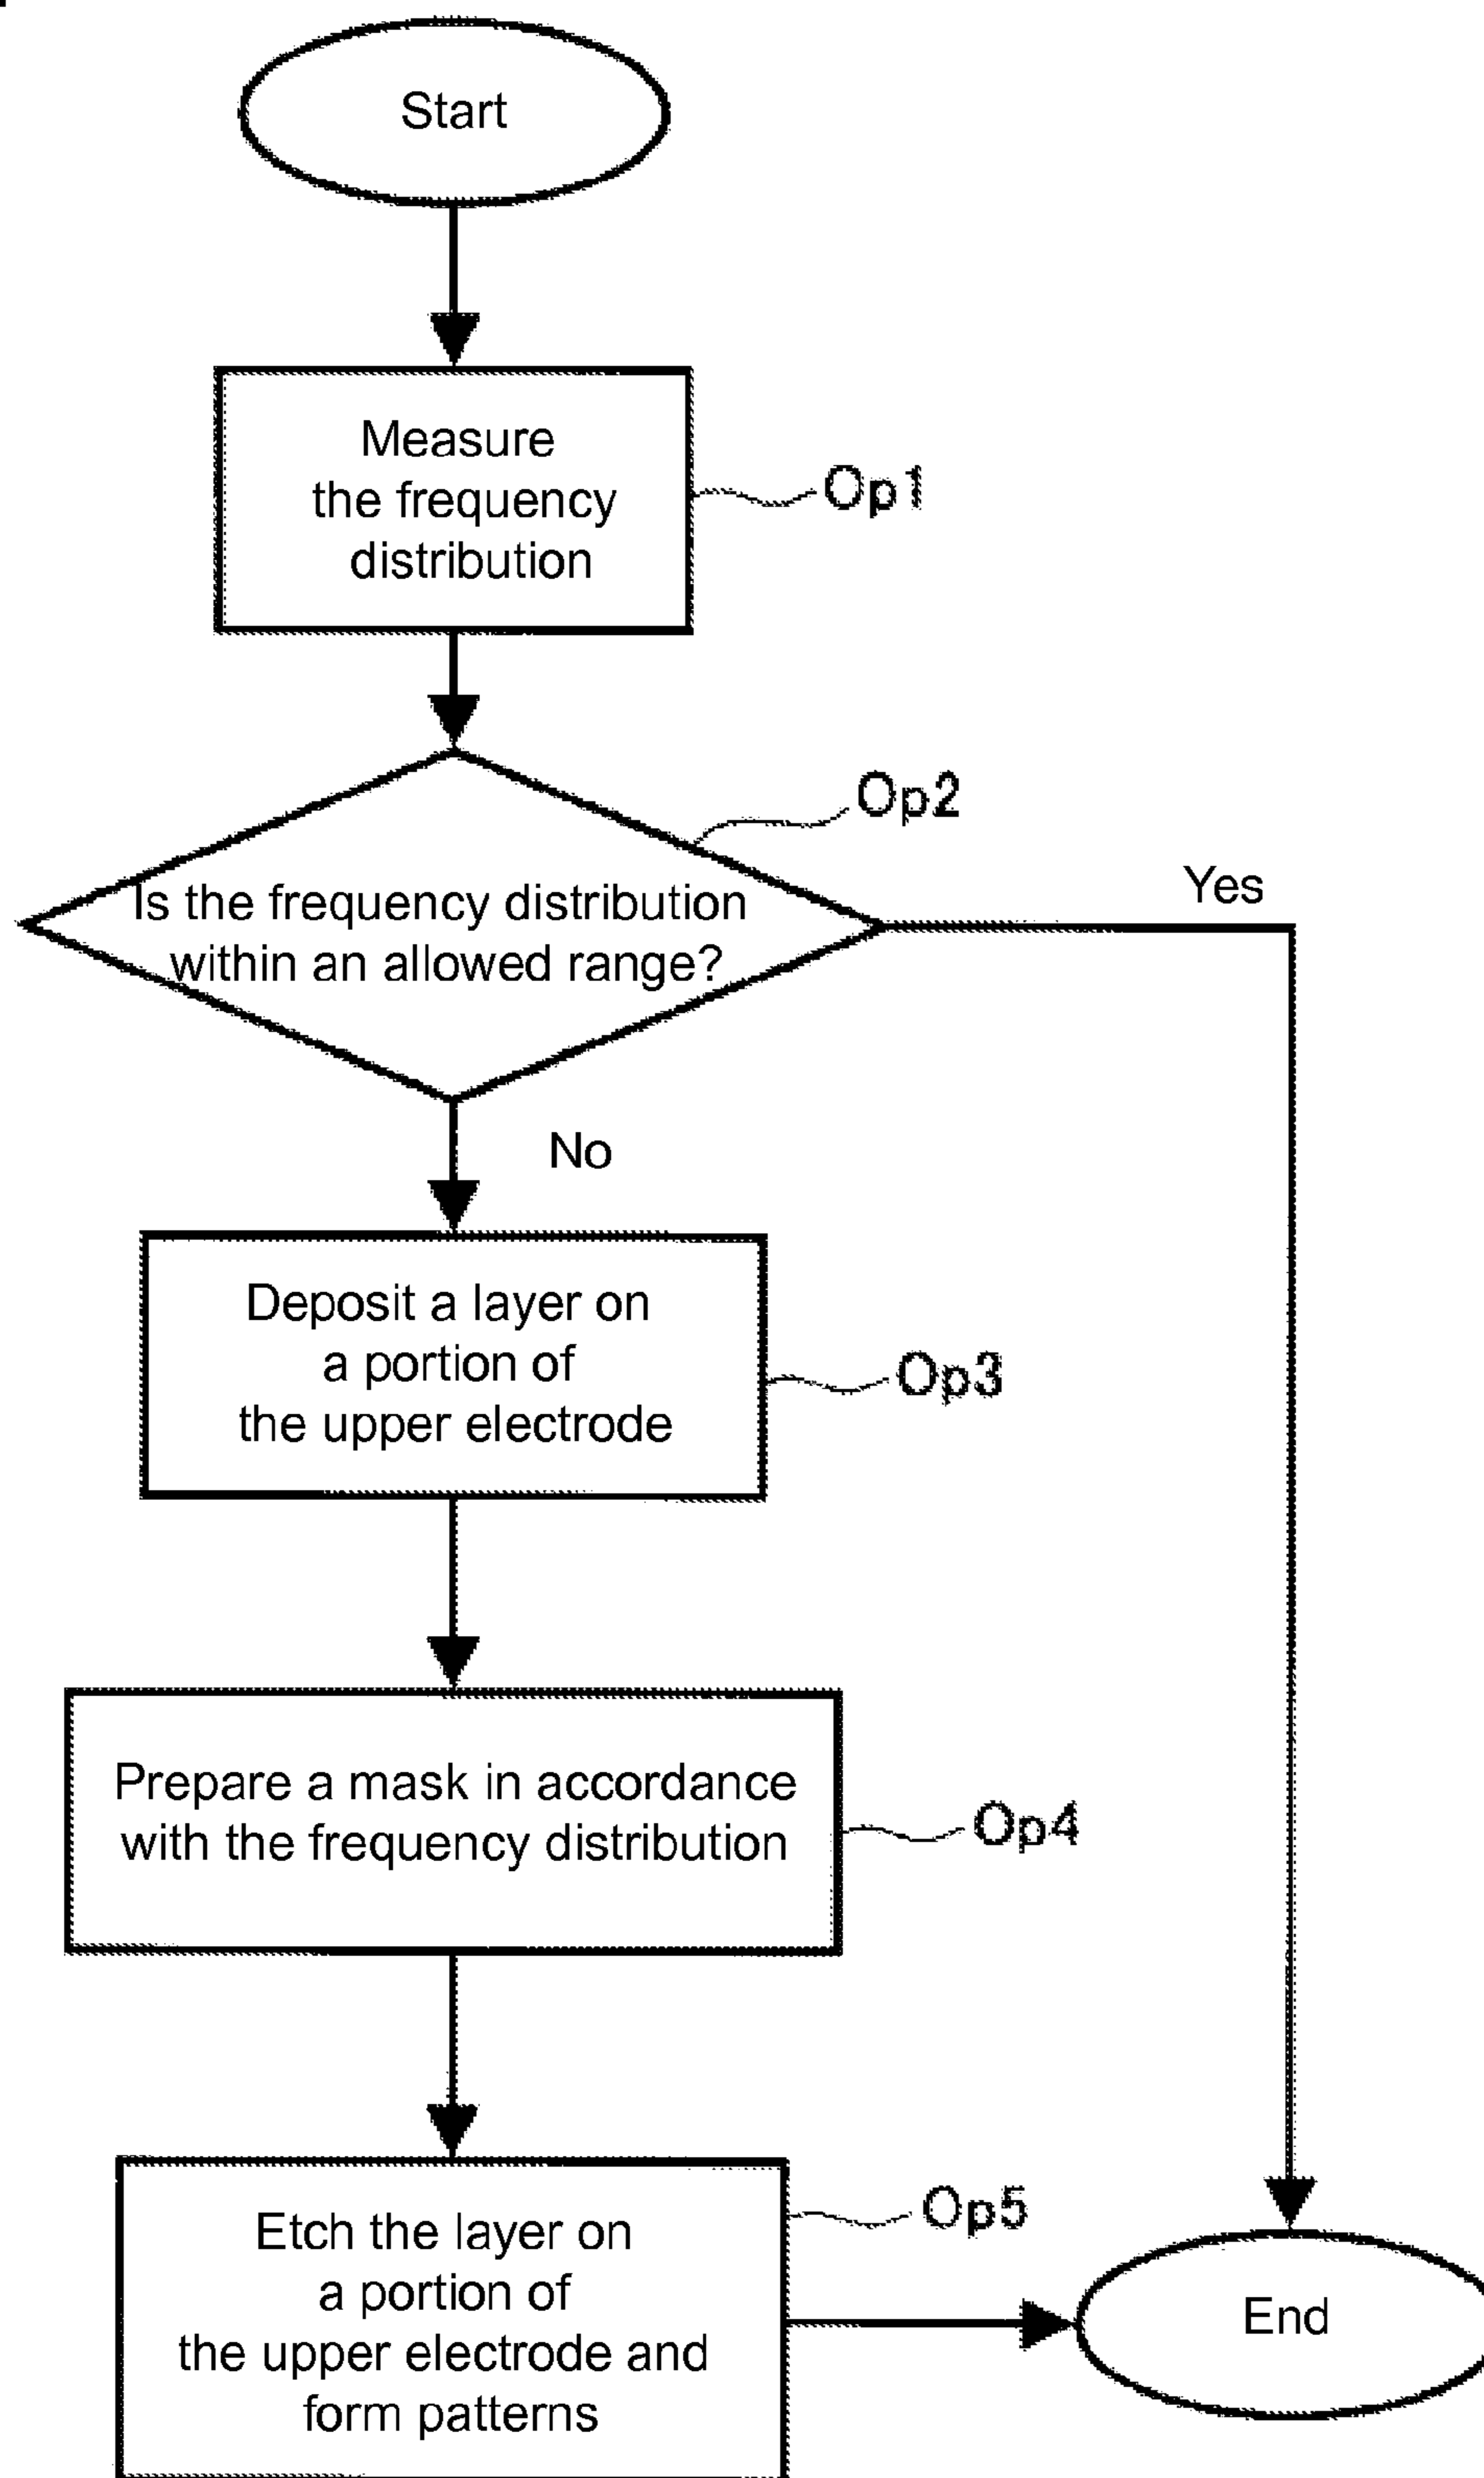 Start
Measure
the frequency
distribution
Op1
Op2
Is the frequency distribution
within an allowed range?
Yes
No
Deposit a layer on
a portion of
the upper electrode
Op3
Prepare a mask in accordance
with the frequency distribution
Op4
Etch the layer on
a portion of
the upper electrode and
form patterns
Op5
End